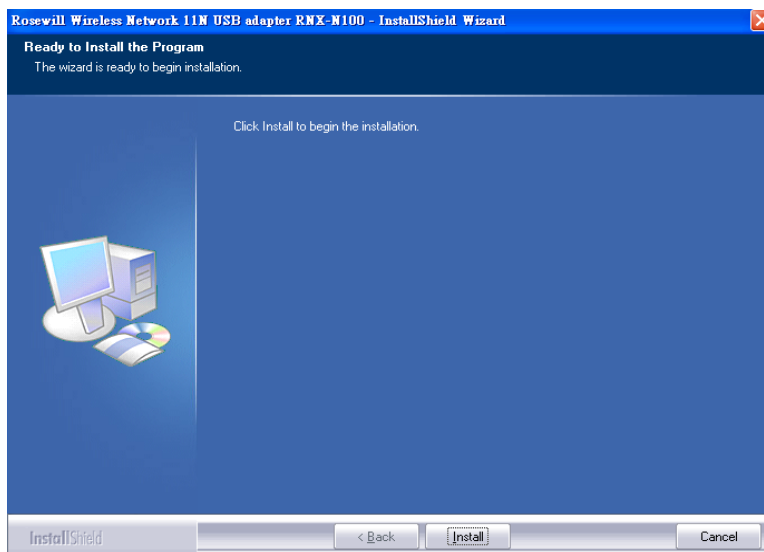 Rosewill Wireless Network 11N USB adapter RNX-N100 - InstallShield Wizard
Ready to Install the Program
The wizard is ready to begin installation.
Click Install to begin the installation.
InstallShield
< Back
Install
Cancel